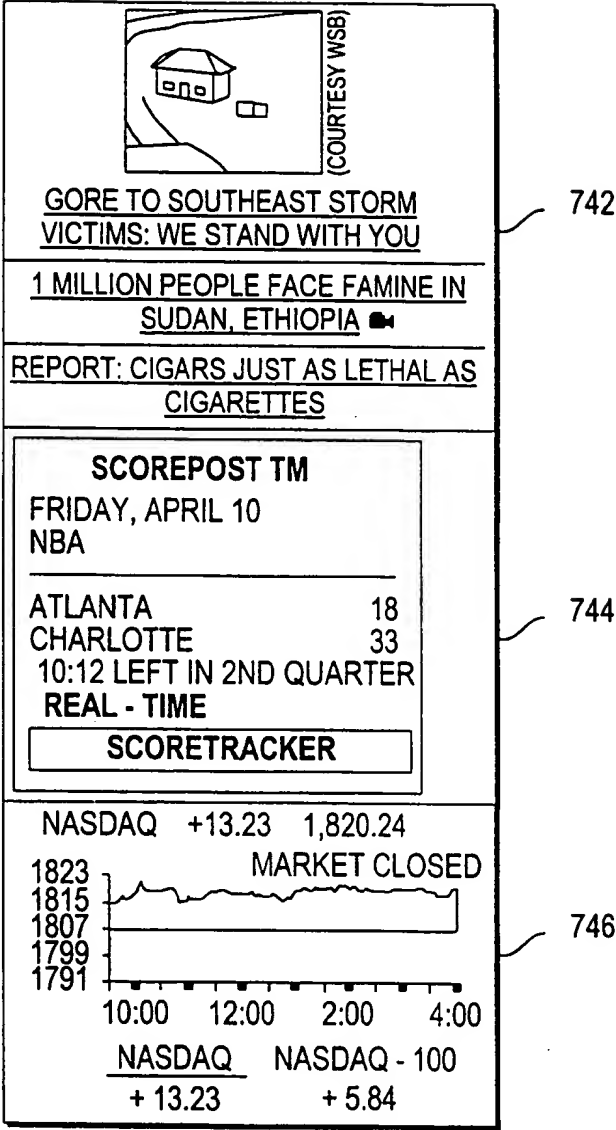 (COURTESY WSB)
GORE TO SOUTHEAST STORM
VICTIMS: WE STAND WITH YOU
742
1 MILLION PEOPLE FACE FAMINE IN
SUDAN, ETHIOPIA
REPORT: CIGARS JUST AS LETHAL AS
CIGARETTES
SCOREPOST TM
FRIDAY, APRIL 10
NBA
ATLANTA 18
CHARLOTTE 33
744
10:12 LEFT IN 2ND QUARTER
REAL - TIME
SCORETRACKER
NASDAQ +13.23 1,820.24
MARKET CLOSED
1823
1815
1807
1799
1791
746
10:00 12:00 2:00 4:00
NASDAQ NASDAQ - 100
+ 13.23 + 5.84